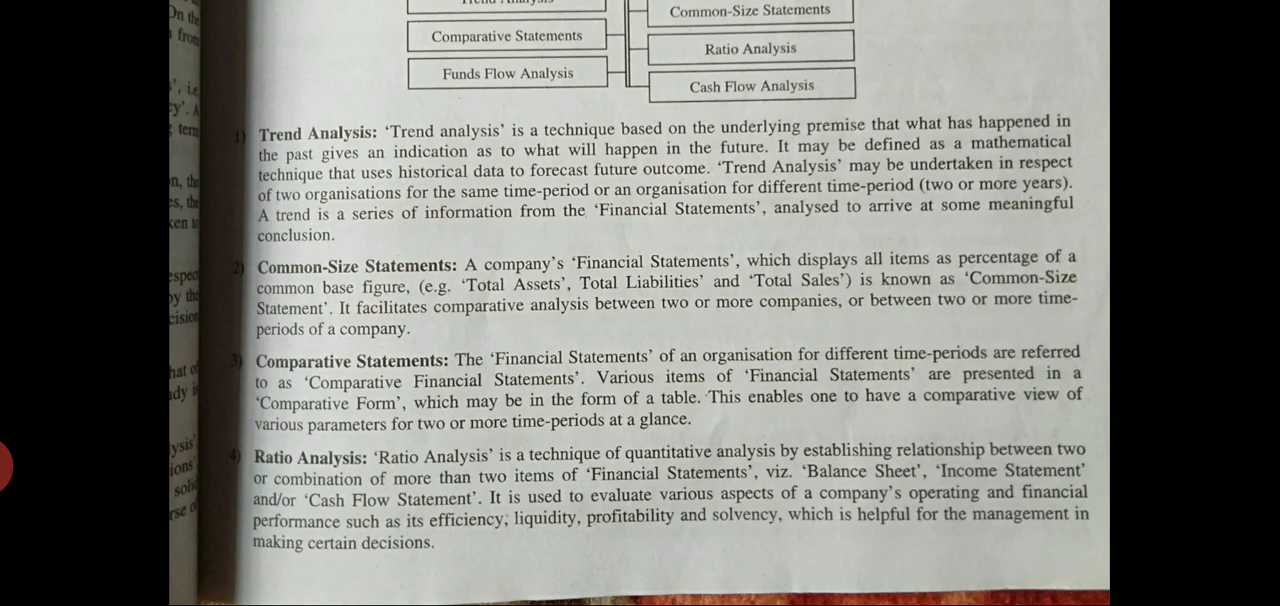 Trend Analysis
Common-Size Statements
Comparative Statements
Ratio Analysis
Funds Flow Analysis
Cash Flow Analysis
1) Trend Analysis: ‘Trend analysis’ is a technique based on the underlying premise that what has happened in
the past gives an indication as to what will happen in the future. It may be defined as a mathematical
technique that uses historical data to forecast future outcome. ‘Trend Analysis’ may be undertaken in respect
of two organisations for the same time-period or an organisation for different time-period (two or more years).
A trend is a series of information from the ‘Financial Statements’, analysed to arrive at some meaningful
conclusion.
2) Common-Size Statements: A company’s ‘Financial Statements’, which displays all items as percentage of a
common base figure, (e.g. ‘Total Assets’, Total Liabilities’ and ‘Total Sales’) is known as ‘Common-Size
Statement’. It facilitates comparative analysis between two or more companies, or between two or more time-
periods of a company.
3) Comparative Statements: The ‘Financial Statements’ of an organisation for different time-periods are referred
to as ‘Comparative Financial Statements’. Various items of ‘Financial Statements’ are presented in a
‘Comparative Form’, which may be in the form of a table. This enables one to have a comparative view of
various parameters for two or more time-periods at a glance.
4) Ratio Analysis: ‘Ratio Analysis’ is a technique of quantitative analysis by establishing relationship between two
or combination of more than two items of ‘Financial Statements’, viz. ‘Balance Sheet’, ‘Income Statement’
and/or ‘Cash Flow Statement’. It is used to evaluate various aspects of a company’s operating and financial
performance such as its efficiency, liquidity, profitability and solvency, which is helpful for the management in
making certain decisions.